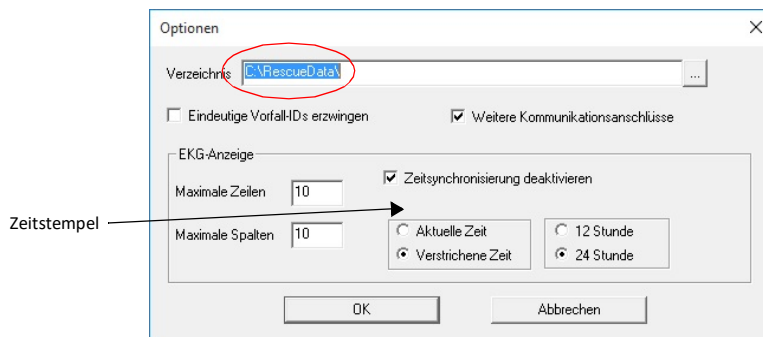 Optionen
Verzeichnis C:\RescueData\ ...
Eindeutige Vorfall-IDs erzwingen Weitere Kommunikationsanschlüsse
EKG-Anzeige
Maximale Zeilen 10 Zeitsynchronisierung deaktivieren
Zeitstempel
Maximale Spalten 10 Aktuelle Zeit 12 Stunde
Verstrichene Zeit 24 Stunde
OK Abbrechen